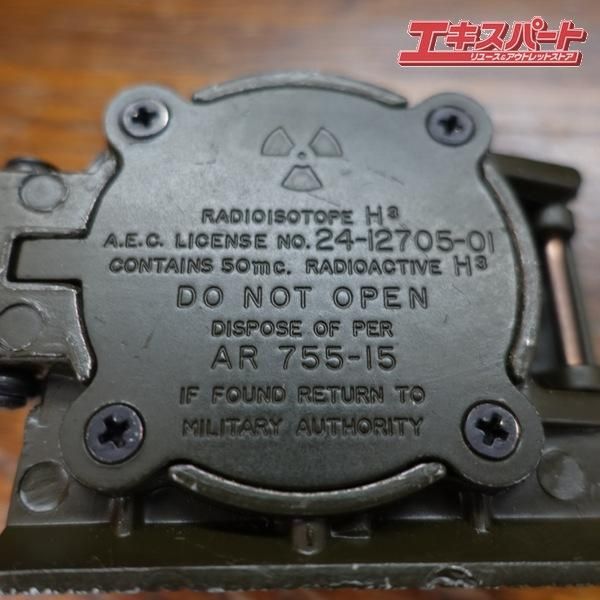 エキスパート
リユース&アウトレットストア
RADIOISOTOPE H3
A.E.C. LICENSE NO. 24-12705-01
CONTAINS 50mc. RADIOACTIVE H3
DO NOT OPEN
DISPOSE OF PER
AR 755-15
IF FOUND RETURN TO
MILITARY AUTHORITY